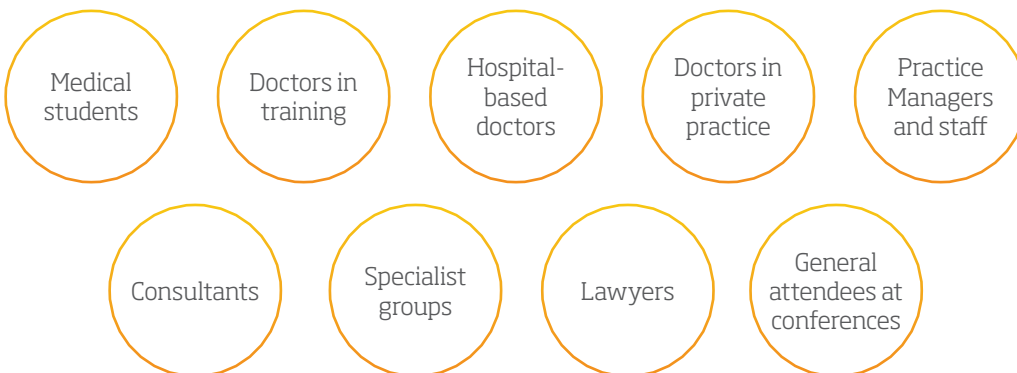 Medical
students
Doctors in
training
Hospital-
based
doctors
Doctors in
private
practice
Practice
Managers
and staff
Consultants
Specialist
groups
Lawyers
General
attendees at
conferences